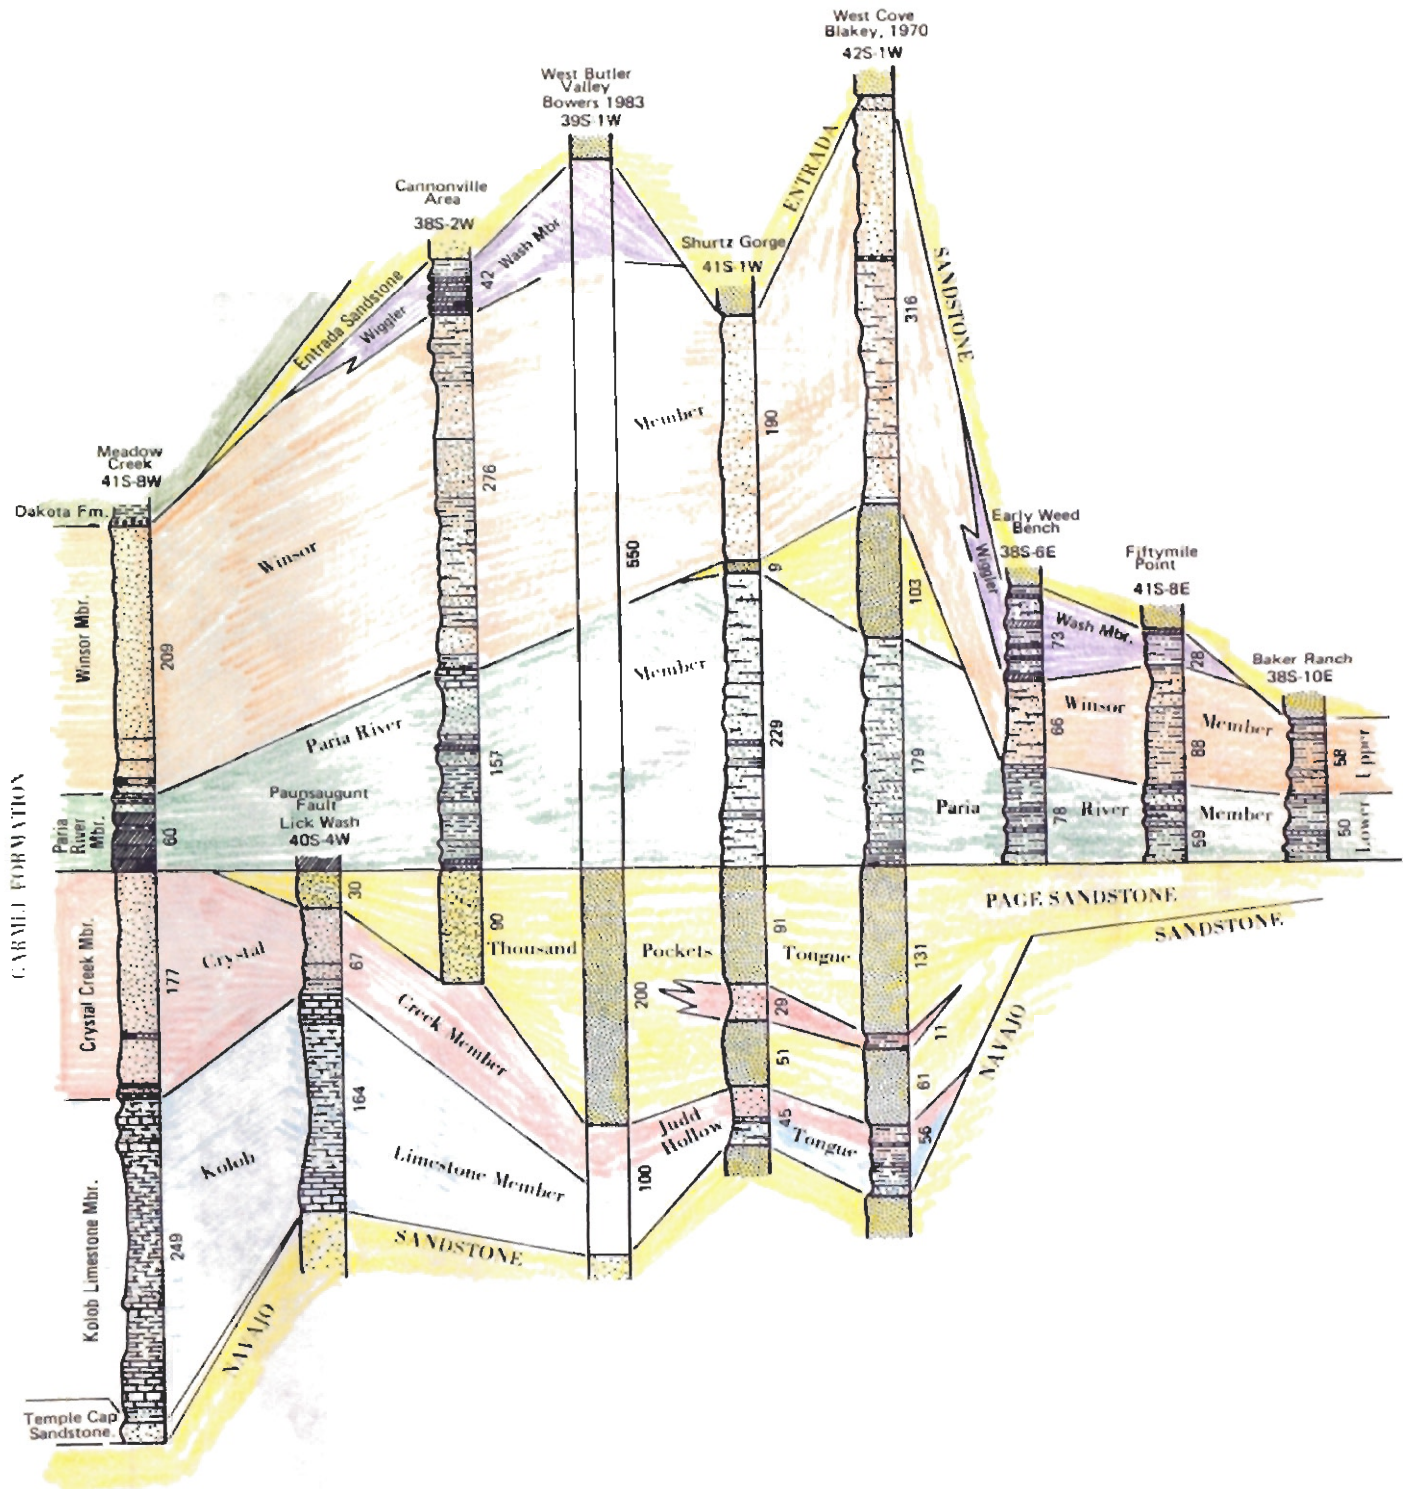 West Cove
Blakey, 1970
42S-1W
West Butler
Valley
Bowers 1983
39S-1W
Cannonville
Area
38S-2W
Shurtz Gorge
41S-1W
Meadow
Creek
41S-8W
Early Weed
Bench
38S-6E
Fiftymile
Point
41S-8E
Baker Ranch
38S-10E
Paunsaugunt
Fault
Lick Wash
40S-4W
Dakota Fm.
Entrada Sandstone
ENTRADA
SANDSTONE
Wiggler
Wash Mbr.
Wiggler
Wash Mbr.
Winsor
Member
Winsor
Member
Paria River
Member
Paria
River
Member
Upper
Lower
CARMEL FORMATION
Winsor Mbr.
Paria
River
Mbr.
Crystal Creek Mbr.
Kolob Limestone Mbr.
Temple Cap
Sandstone.
Crystal
Creek Member
Kolob
Limestone Member
Thousand
Pockets
Tongue
Judd
Hollow
Tongue
PAGE SANDSTONE
NAVAJO
SANDSTONE
NAVAJO
SANDSTONE
209
60
177
249
30
67
164
42
276
157
90
550
200
100
190
9
229
91
29
51
45
316
103
179
131
11
61
56
73
66
78
28
88
59
58
50